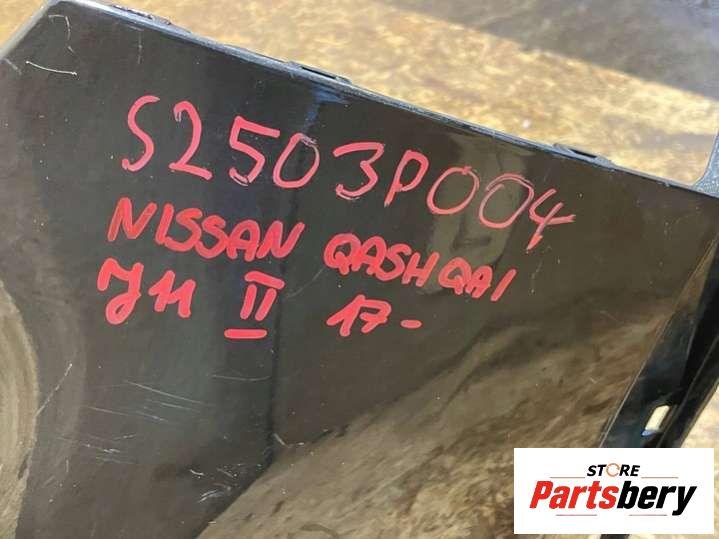 S2503P004
NISSAN QASHQAI
J11 II 17-
STORE
Partsbery